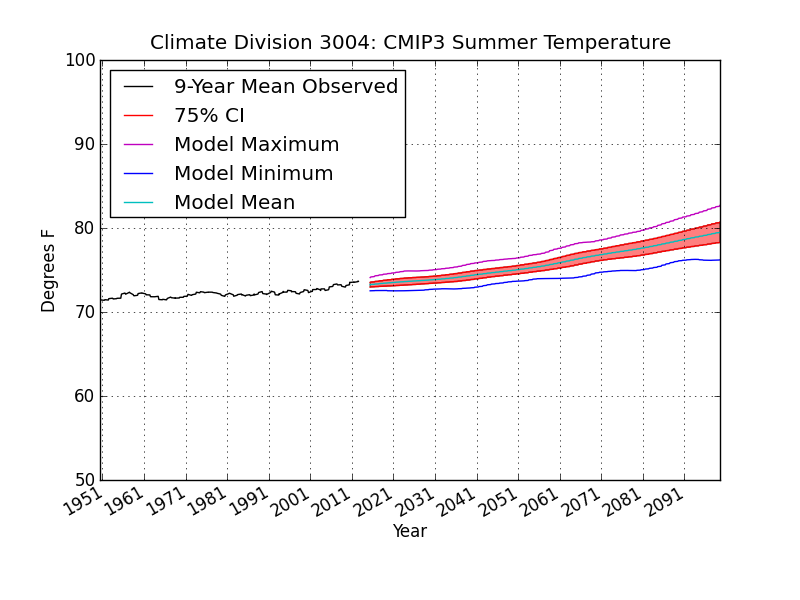 Climate Division 3004: CMIP3 Summer Temperature
100
90
80
70
60
50
Degrees F
9-Year Mean Observed
75% CI
Model Maximum
Model Minimum
Model Mean
1951
1961
1971
1981
1991
2001
2011
2021
2031
2041
2051
2061
2071
2081
2091
Year